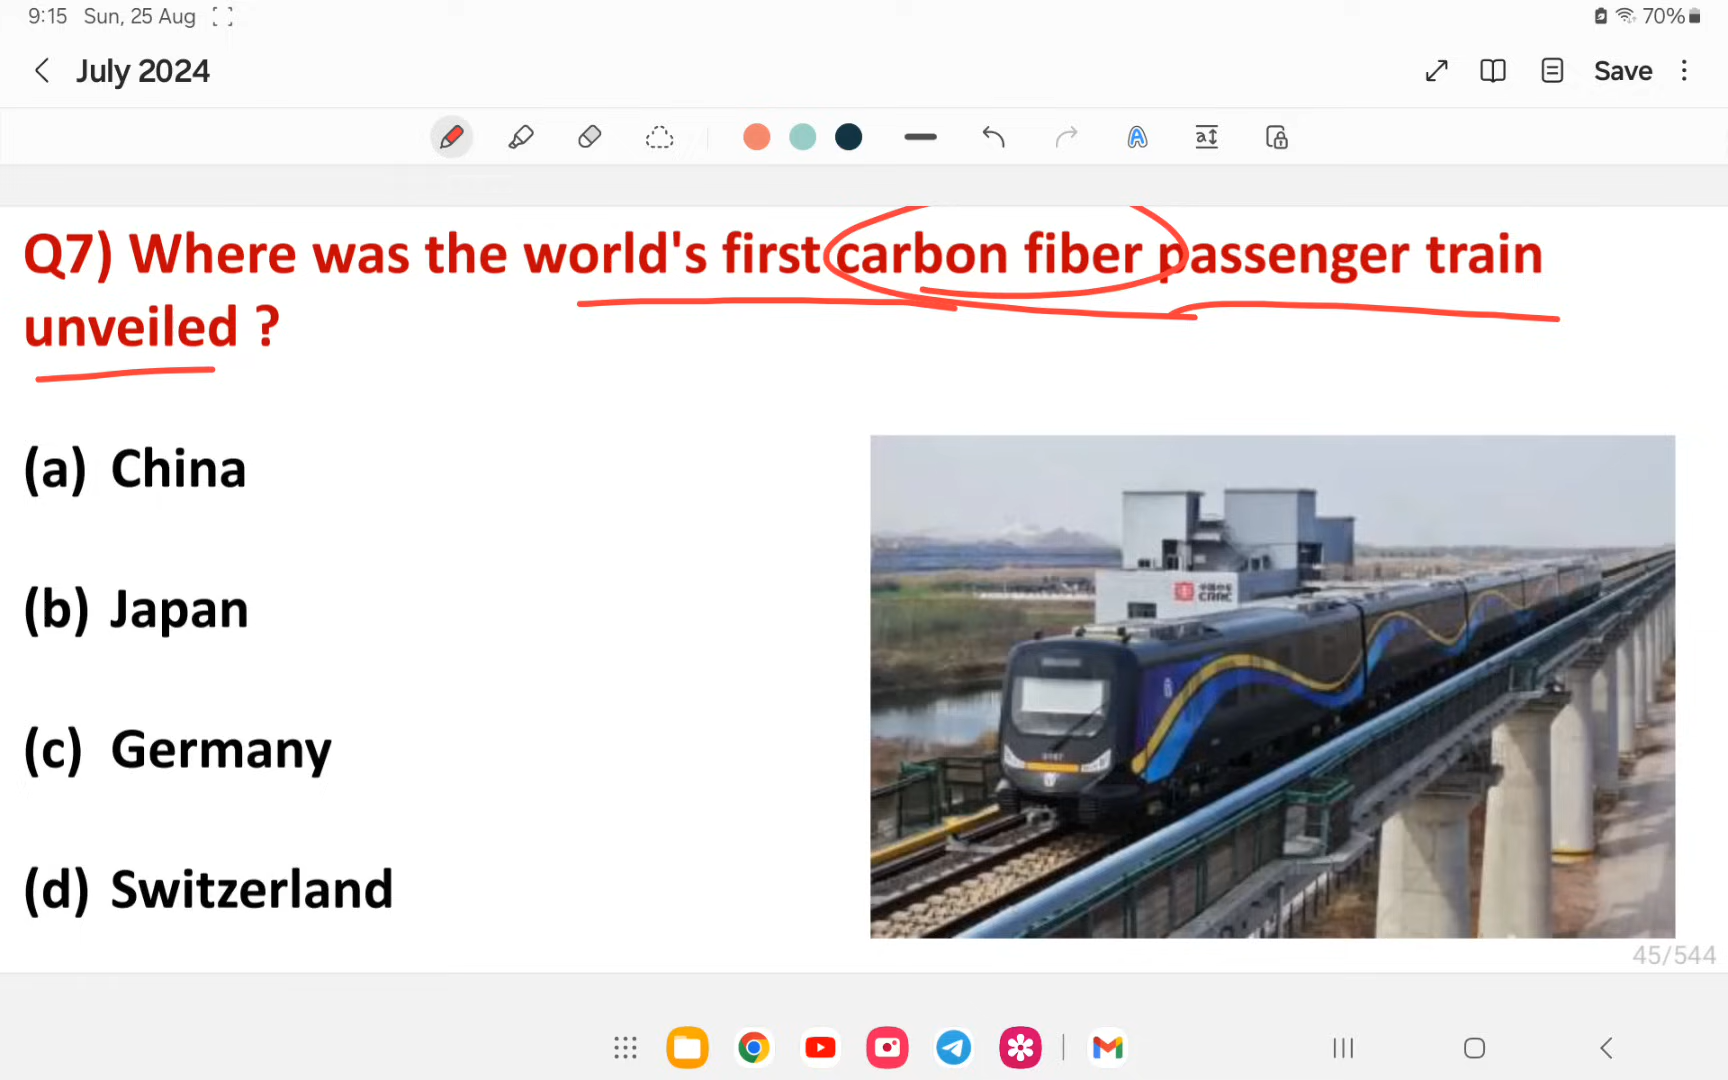 9:15 Sun, 25 Aug
70%
July 2024
Save
Q7) Where was the world's first carbon fiber passenger train
unveiled ?
(a) China
(b) Japan
(c) Germany
(d) Switzerland
CRRC
45/544